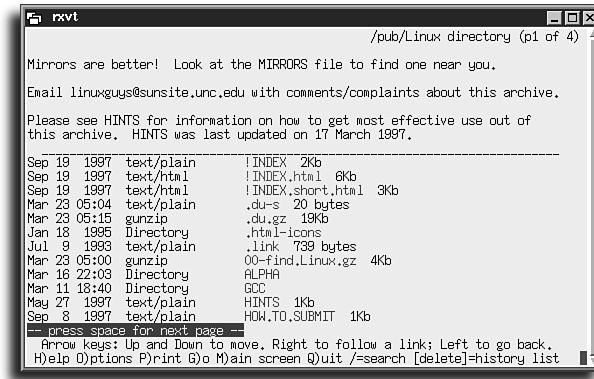 rxvt
/pub/Linux directory (p1 of 4)
Mirrors are better!  Look at the MIRRORS file to find one near you.
Email linuxguys@sunsite.unc.edu with comments/complaints about this archive.
Please see HINTS for information on how to get most effective use out of
this archive.  HINTS was last updated on 17 March 1997.
Sep 19  1997  text/plain       !INDEX  2Kb
Sep 19  1997  text/html        !INDEX.html  6Kb
Sep 19  1997  text/html        !INDEX.short.html  3Kb
Mar 23 05:04  text/plain       .du-s  20 bytes
Mar 23 05:15  gunzip           .du.gz  19Kb
Jan 18  1995  Directory        .html-icons
Jul  9  1993  text/plain       .link  739 bytes
Mar 23 05:00  gunzip           00-find.Linux.gz  4Kb
Mar 16 22:03  Directory        ALPHA
Mar 11 18:40  Directory        GCC
May 27  1997  text/plain       HINTS  1Kb
Sep  8  1997  text/plain       HOW.TO.SUBMIT  1Kb
-- press space for next page --
Arrow keys: Up and Down to move. Right to follow a link; Left to go back.
H)elp O)ptions P)rint G)o M)ain screen Q)uit /=search [delete]=history list